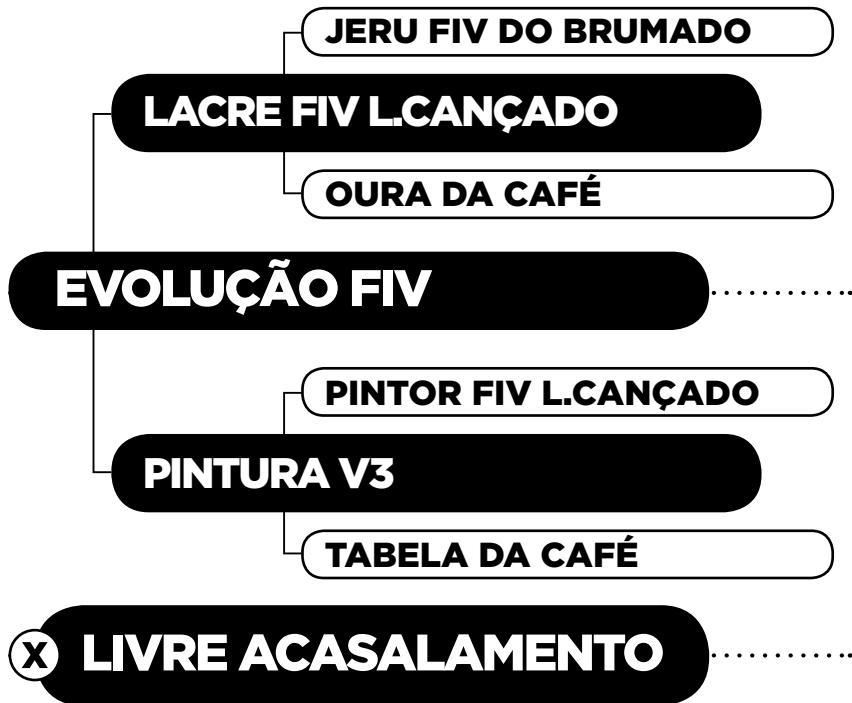 JERU FIV DO BRUMADO
LACRE FIV L.CANÇADO
OURA DA CAFÉ
EVOLUÇÃO FIV
PINTOR FIV L.CANÇADO
PINTURA V3
TABELA DA CAFÉ
X LIVRE ACASALAMENTO